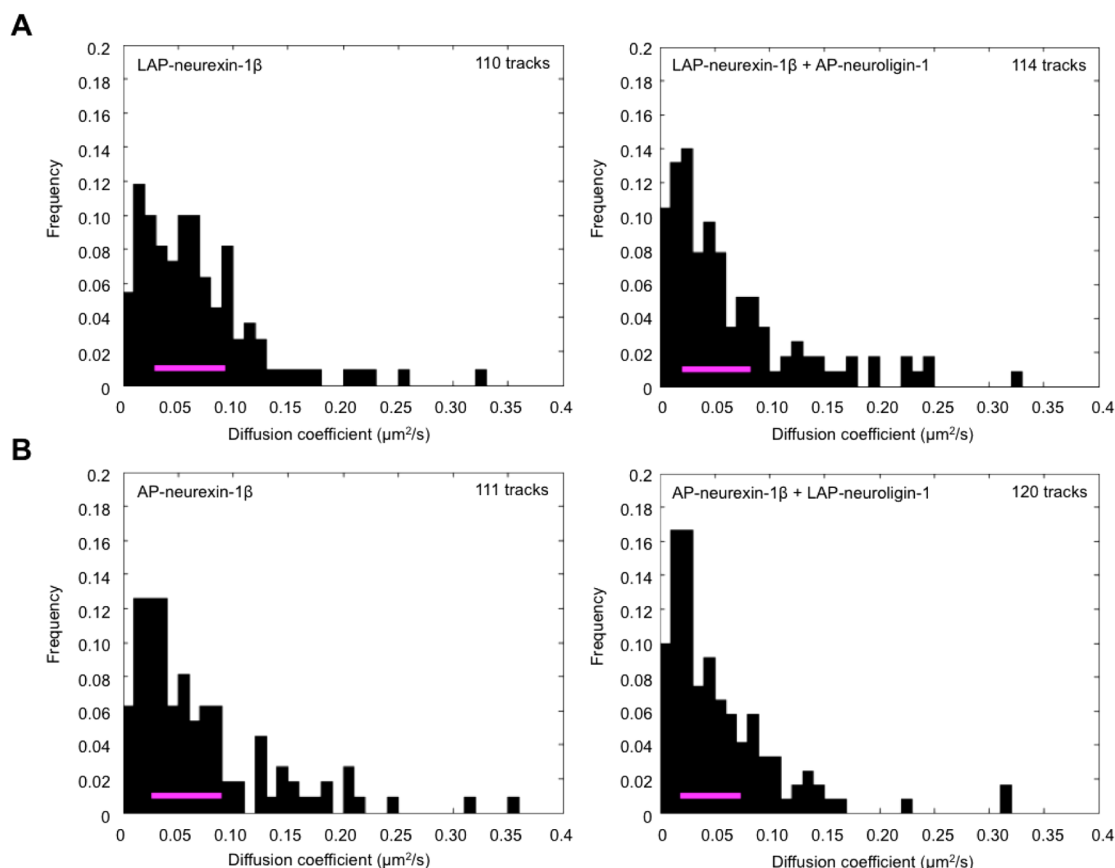 A
LAP-neurexin-1β 110 tracks
0.2
0.18
0.16
0.14
0.12
0.10
0.08
0.06
0.04
0.02
0
Frequency
0 0.05 0.10 0.15 0.20 0.25 0.30 0.35 0.4
Diffusion coefficient (µm²/s)
LAP-neurexin-1β + AP-neuroligin-1 114 tracks
0.2
0.18
0.16
0.14
0.12
0.10
0.08
0.06
0.04
0.02
0
Frequency
0 0.05 0.10 0.15 0.20 0.25 0.30 0.35 0.4
Diffusion coefficient (µm²/s)
B
AP-neurexin-1β 111 tracks
0.2
0.18
0.16
0.14
0.12
0.10
0.08
0.06
0.04
0.02
0
Frequency
0 0.05 0.10 0.15 0.20 0.25 0.30 0.35 0.4
Diffusion coefficient (µm²/s)
AP-neurexin-1β + LAP-neuroligin-1 120 tracks
0.2
0.18
0.16
0.14
0.12
0.10
0.08
0.06
0.04
0.02
0
Frequency
0 0.05 0.10 0.15 0.20 0.25 0.30 0.35 0.4
Diffusion coefficient (µm²/s)